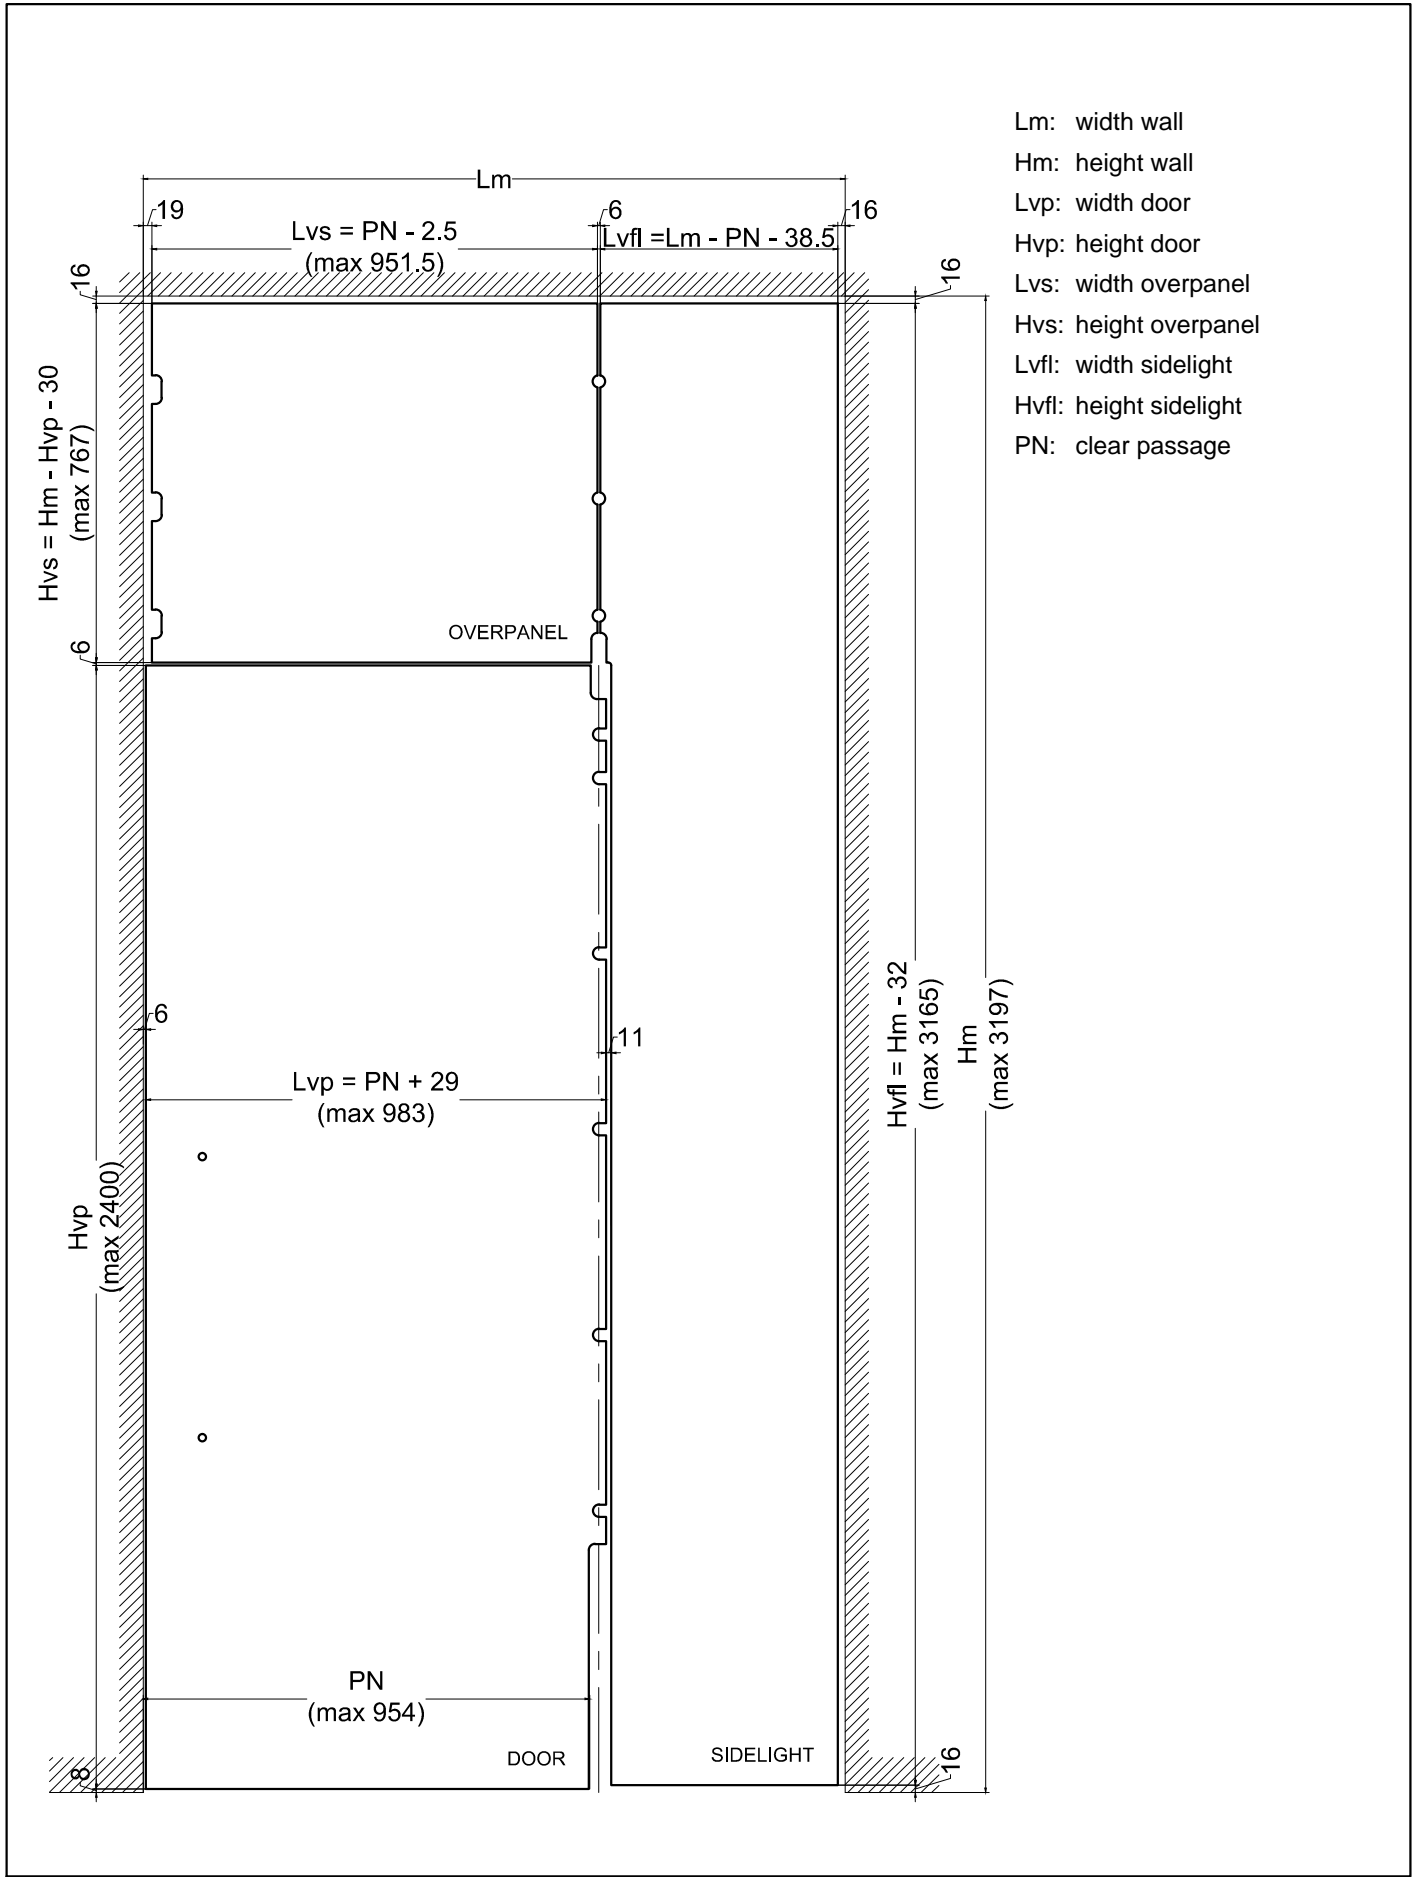 Lm: width wall
Hm: height wall
Lvp: width door
Hvp: height door
Lvs: width overpanel
Hvs: height overpanel
Lvfl: width sidelight
Hvfl: height sidelight
PN: clear passage
Lm
19
Lvs = PN - 2.5
(max 951.5)
6
Lvfl =Lm - PN - 38.5
16
16
16
Hvs = Hm - Hvp - 30
(max 767)
OVERPANEL
6
6
11
Lvp = PN + 29
(max 983)
Hvp
(max 2400)
Hvfl = Hm - 32
(max 3165)
Hm
(max 3197)
PN
(max 954)
DOOR
SIDELIGHT
8
16